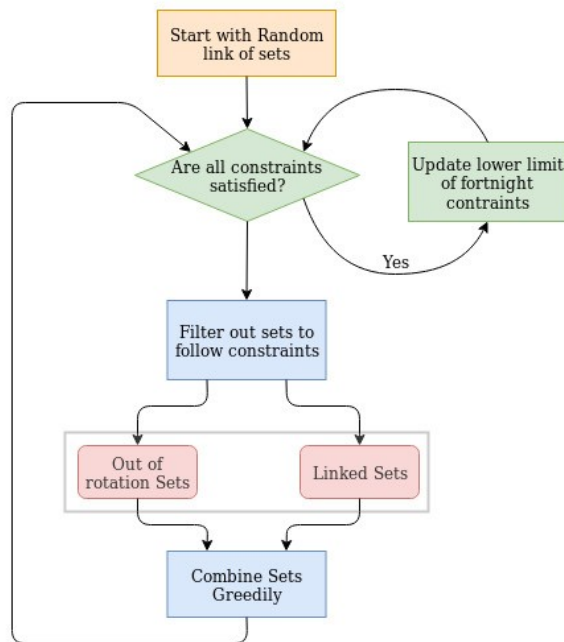 Start with Random
link of sets
Are all constraints
satisfied?
Update lower limit
of fortnight
contraints
Yes
Filter out sets to
follow constraints
Out of
rotation Sets
Linked Sets
Combine Sets
Greedily